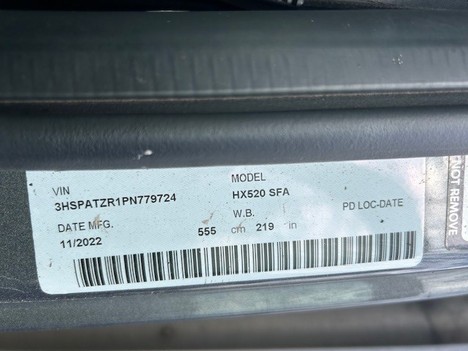 VIN MODEL
3HSPATZR1PN779724 HX520 SFA
DATE MFG. W.B. PD LOC-DATE
11/2022 555 cm 219 in
NOT REMOVE